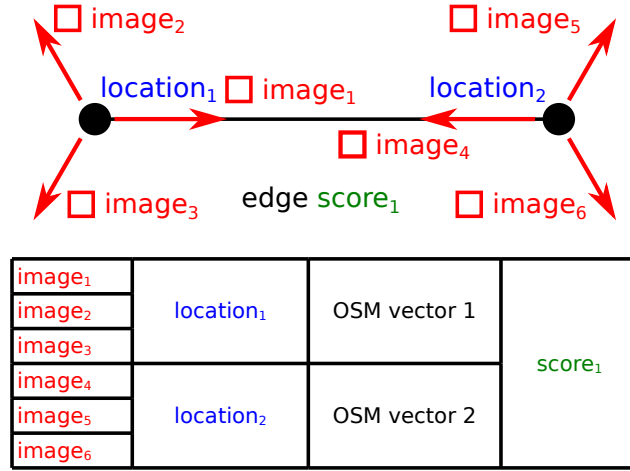 image₂
image₅
location₁
location₂
image₁
image₄
image₃
edge score₁
image₆
image₁
image₂
image₃
image₄
image₅
image₆
location₁
OSM vector 1
location₂
OSM vector 2
score₁